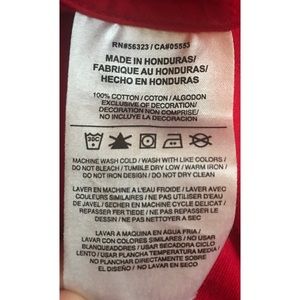 RN#56323 / CA#05553
MADE IN HONDURAS/
FABRIQUE AU HONDURAS/
HECHO EN HONDURAS
100% COTTON / COTON / ALGODON
EXCLUSIVE OF DECORATION/
DECORATION NON COMPRISE/
NO INCLUYE LA DECORACION
30C
MACHINE WASH COLD / WASH WITH LIKE COLORS /
DO NOT BLEACH / TUMBLE DRY LOW / WARM IRON /
DO NOT IRON ON DESIGN / DO NOT DRY CLEAN
LAVER EN MACHINE A L'EAU FROIDE / LAVER AVEC
COULEURS SIMILAIRES / NE PAS UTILISER D'EAU
DE JAVEL / SECHER EN MACHINE CYCLE DELICAT /
REPASSER FER TIEDE / NE PAS REPASSER LE
DESSIN / NE PAS NETTOYER A SEC
LAVAR A MAQUINA EN AGUA FRIA /
LAVAR CON COLORES SIMILARES / NO USAR
BLANQUEADORES / USAR SECADORA CICLO
LENTO / USAR PLANCHA TEMPERATURA MEDIA /
NO PLANCHAR DIRECTAMENTE SOBRE
EL DISEÑO / NO LAVAR EN SECO